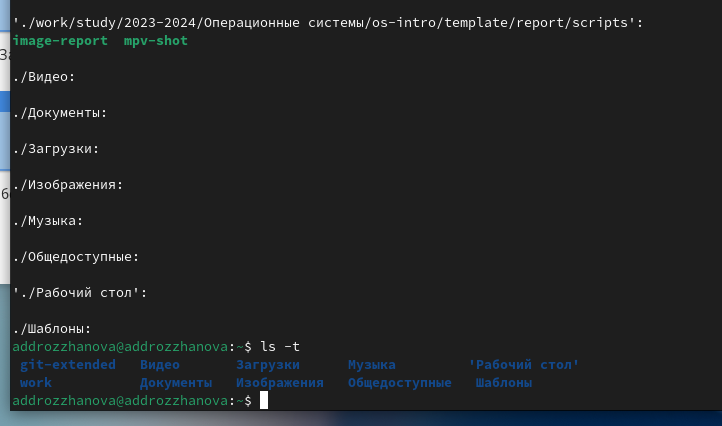 './work/study/2023-2024/Операционные системы/os-intro/template/report/scripts':
image-report  mpv-shot
./Видео:
./Документы:
./Загрузки:
./Изображения:
./Музыка:
./Общедоступные:
'./Рабочий стол':
./Шаблоны:
addrozzhanova@addrozzhanova:~$ ls -t
git-extended   Видео       Загрузки      Музыка         'Рабочий стол'
work           Документы   Изображения   Общедоступные   Шаблоны
addrozzhanova@addrozzhanova:~$